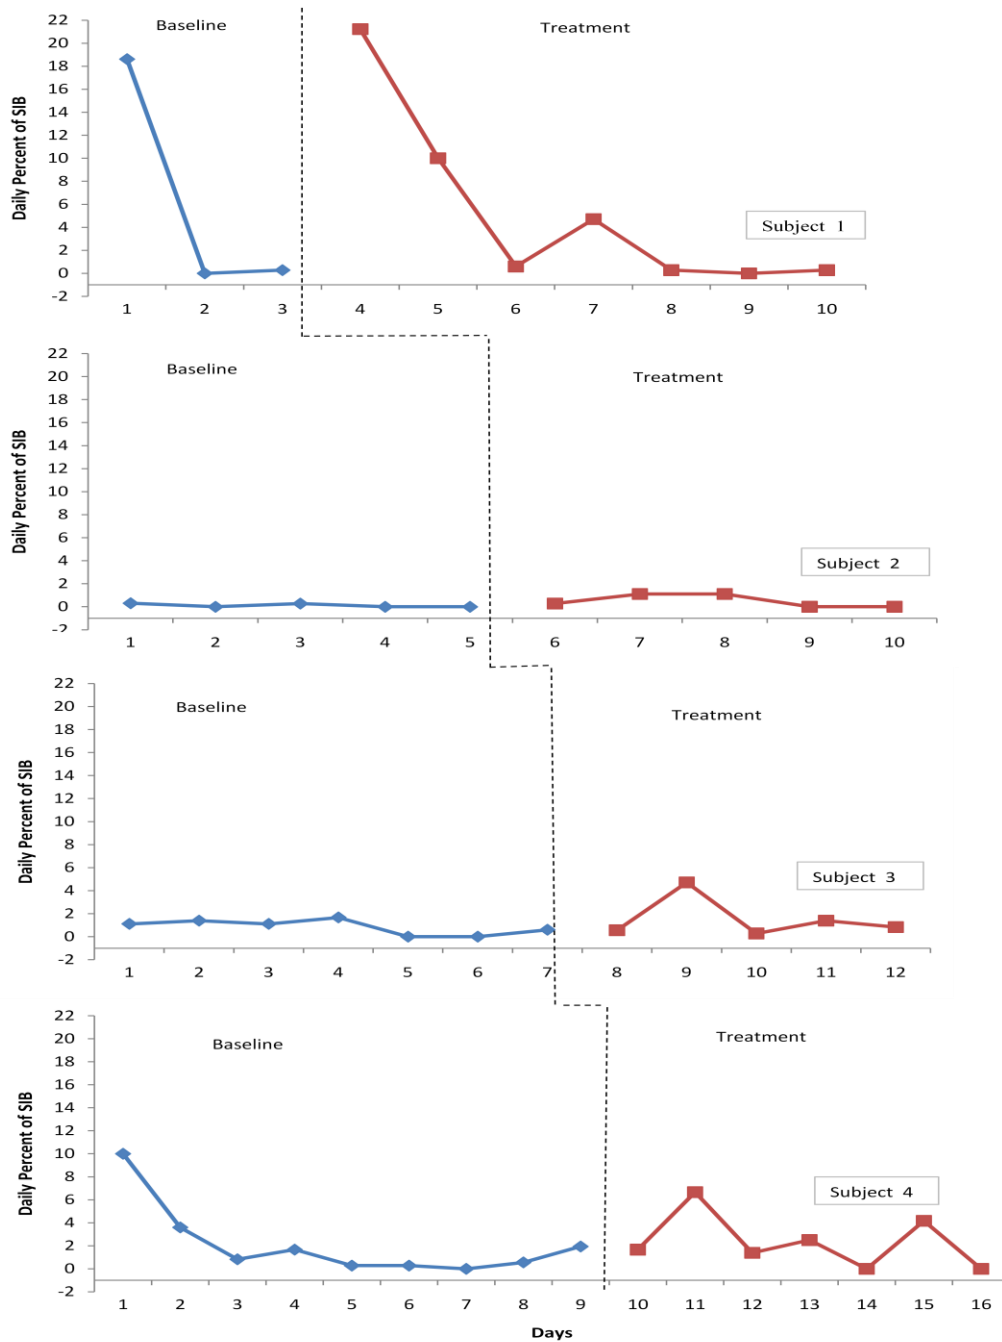 22
Baseline
Treatment
20
18
16
14
12
10
8
6
4
2
0
-2
Daily Percent of SIB
Subject 1
1 2 3 4 5 6 7 8 9 10
22
Baseline
Treatment
20
18
16
14
12
10
8
6
4
2
0
-2
Daily Percent of SIB
Subject 2
1 2 3 4 5 6 7 8 9 10
22
Baseline
Treatment
20
18
16
14
12
10
8
6
4
2
0
-2
Daily Percent of SIB
Subject 3
1 2 3 4 5 6 7 8 9 10 11 12
22
Baseline
Treatment
20
18
16
14
12
10
8
6
4
2
0
-2
Daily Percent of SIB
Subject 4
1 2 3 4 5 6 7 8 9 10 11 12 13 14 15 16
Days